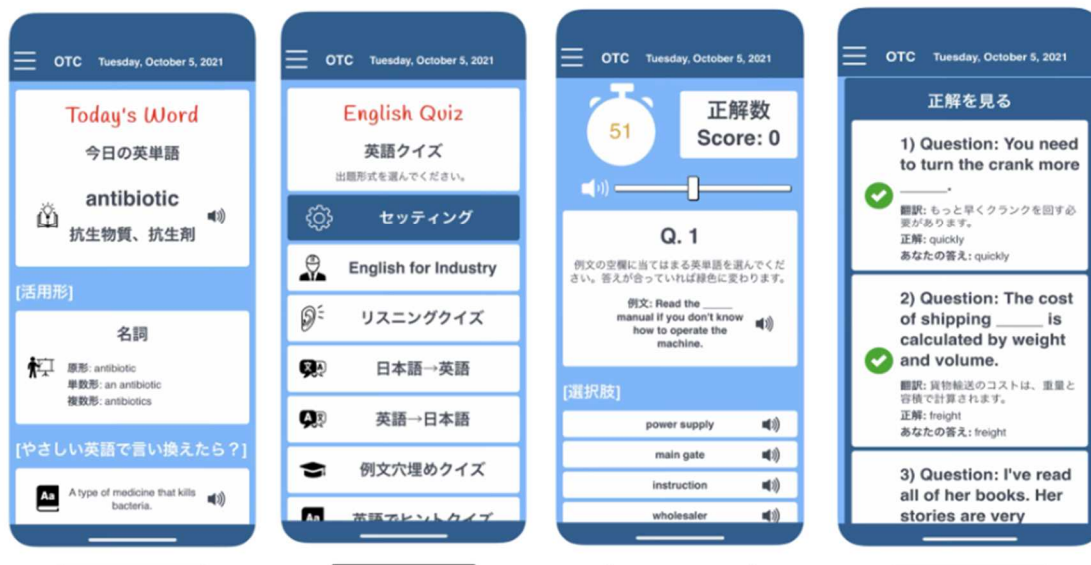 OTC Tuesday, October 5, 2021
Today's Word
今日の英単語
antibiotic
抗生物質、抗生剤
[活用形]
名詞
原形: antibiotic
単数形: an antibiotic
複数形: antibiotics
[やさしい英語で言い換えたら？]
Aa
A type of medicine that kills
bacteria.
OTC Tuesday, October 5, 2021
English Quiz
英語クイズ
出題形式を選んでください。
セッティング
English for Industry
リスニングクイズ
日本語→英語
英語→日本語
例文穴埋めクイズ
Aa
英語でヒントクイズ
OTC Tuesday, October 5, 2021
51
正解数
Score: 0
Q. 1
例文の空欄に当てはまる英単語を選んでくだ
さい。答えが合っていれば緑色に変わります。
例文: Read the _____
manual if you don't know
how to operate the
machine.
[選択肢]
power supply
main gate
instruction
wholesaler
OTC Tuesday, October 5, 2021
正解を見る
1) Question: You need
to turn the crank more
______.
翻訳: もっと早くクランクを回す必
要があります。
正解: quickly
あなたの答え: quickly
2) Question: The cost
of shipping _____ is
calculated by weight
and volume.
翻訳: 貨物輸送のコストは、重量と
容積で計算されます。
正解: freight
あなたの答え: freight
3) Question: I've read
all of her books. Her
stories are very